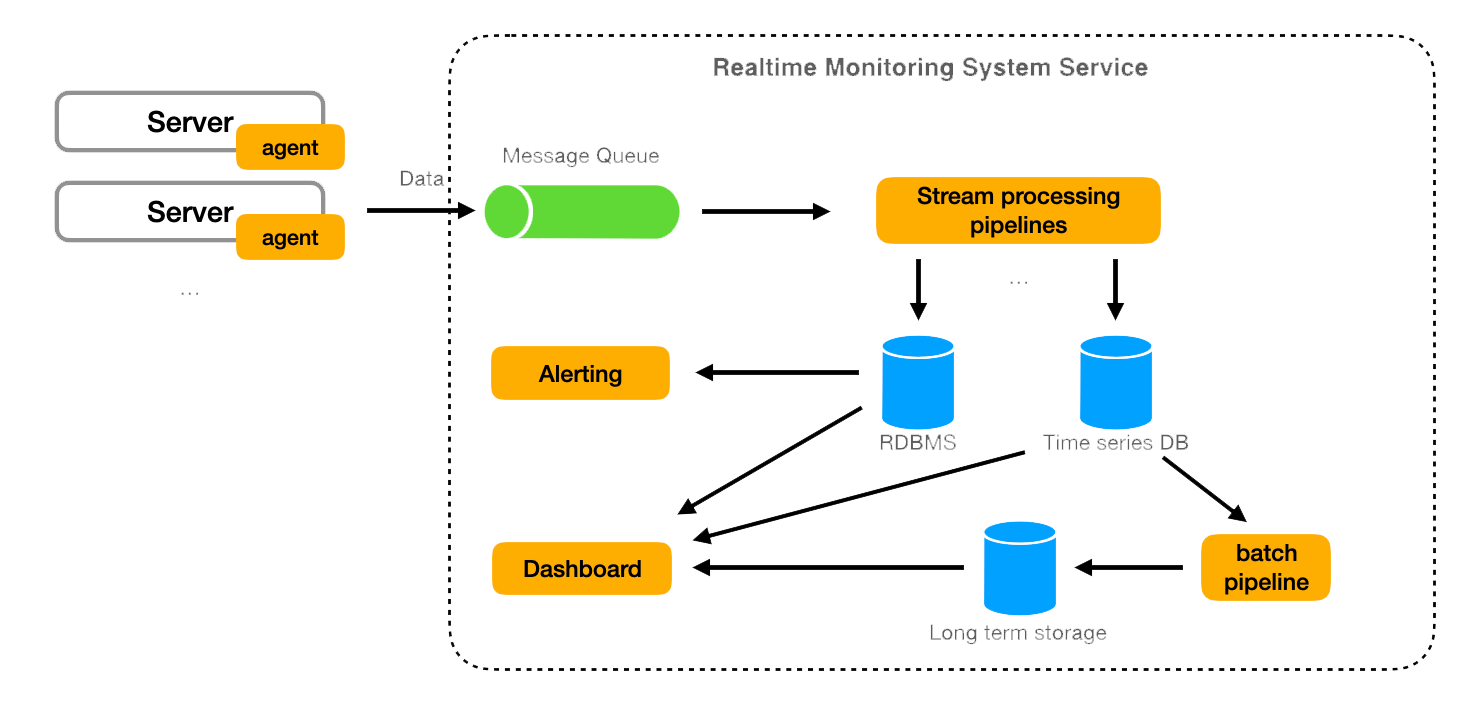 Realtime Monitoring System Service
Server
agent
Server
agent
...
Data
Message Queue
Stream processing
pipelines
...
Alerting
RDBMS
Time series DB
Dashboard
Long term storage
batch
pipeline